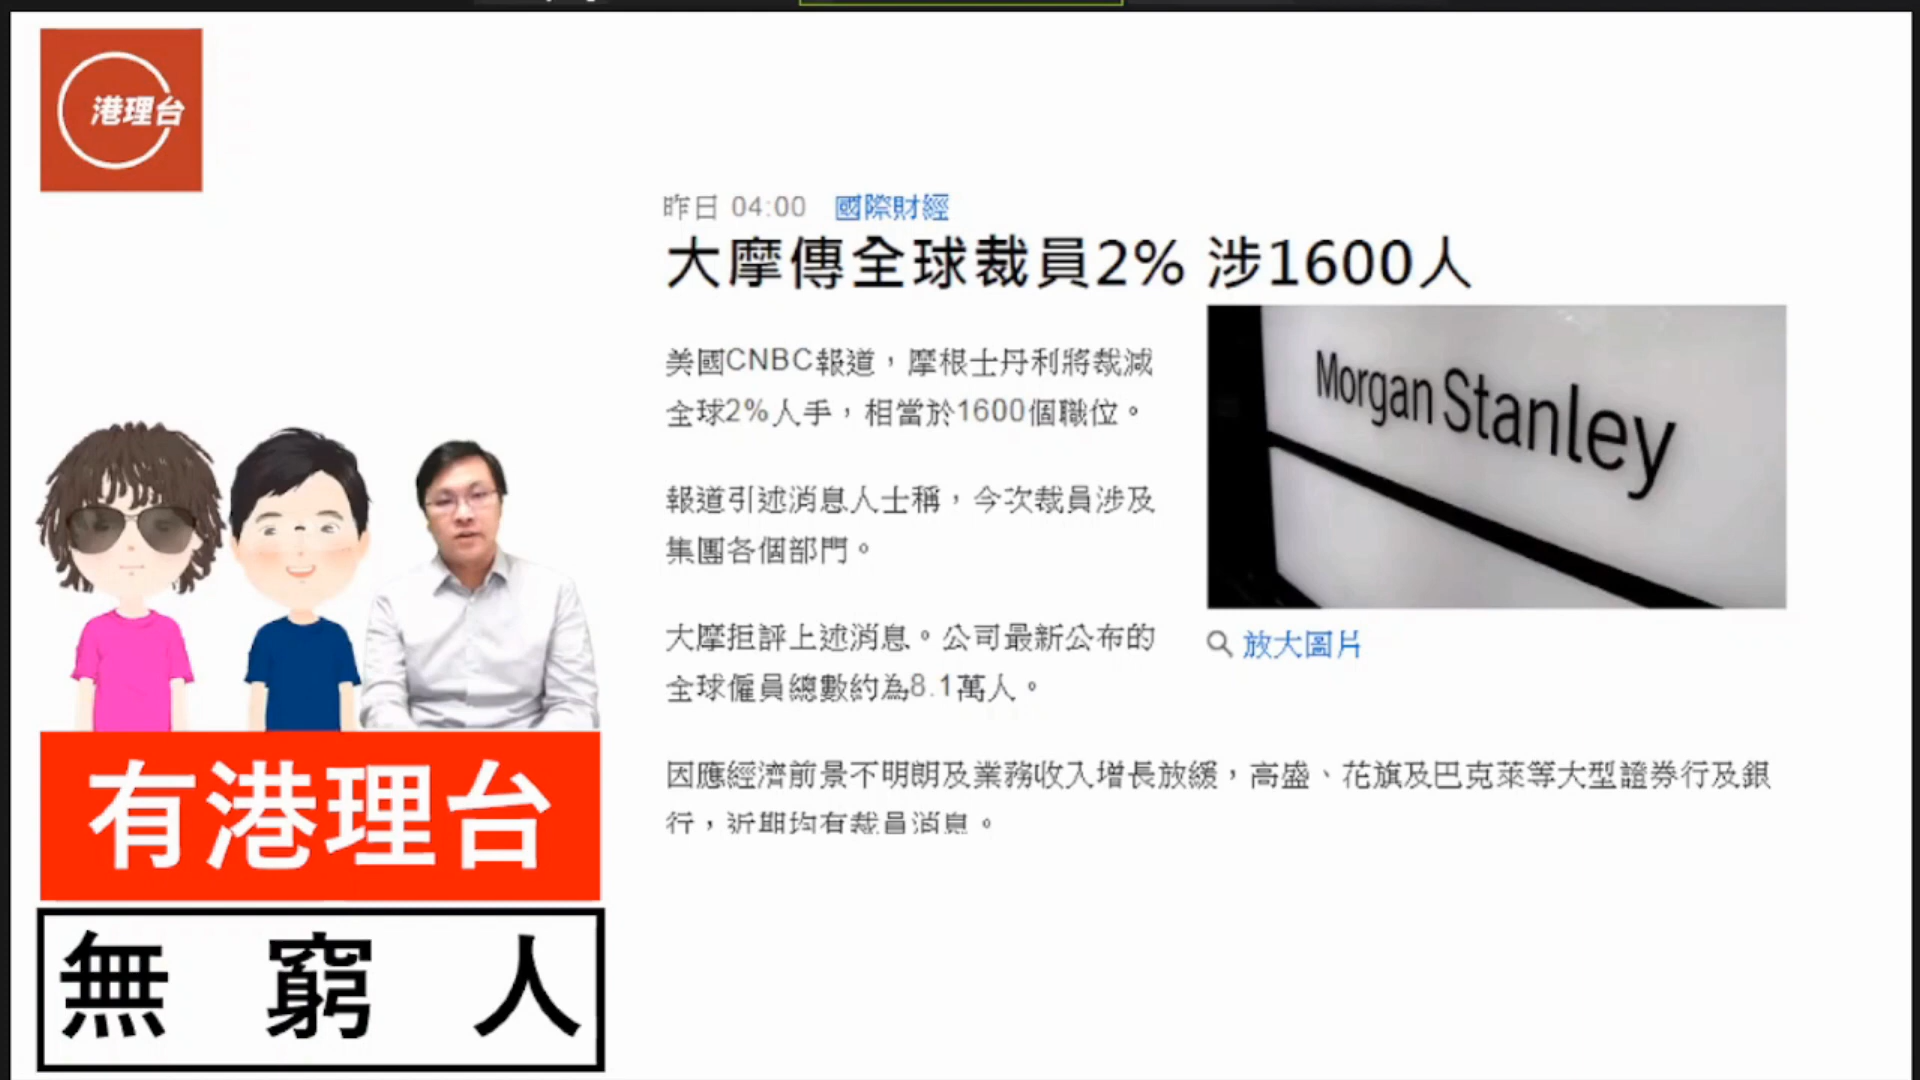 港理台
昨日 04:00 國際財經
大摩傳全球裁員2% 涉1600人
美國CNBC報道，摩根士丹利將裁減
全球2%人手，相當於1600個職位。
報道引述消息人士稱，今次裁員涉及
集團各個部門。
大摩拒評上述消息。公司最新公布的
全球僱員總數約為8.1萬人。
Morgan Stanley
放大圖片
因應經濟前景不明朗及業務收入增長放緩，高盛、花旗及巴克萊等大型證券行及銀
行，近期均有裁員消息。
有港理台
無窮人